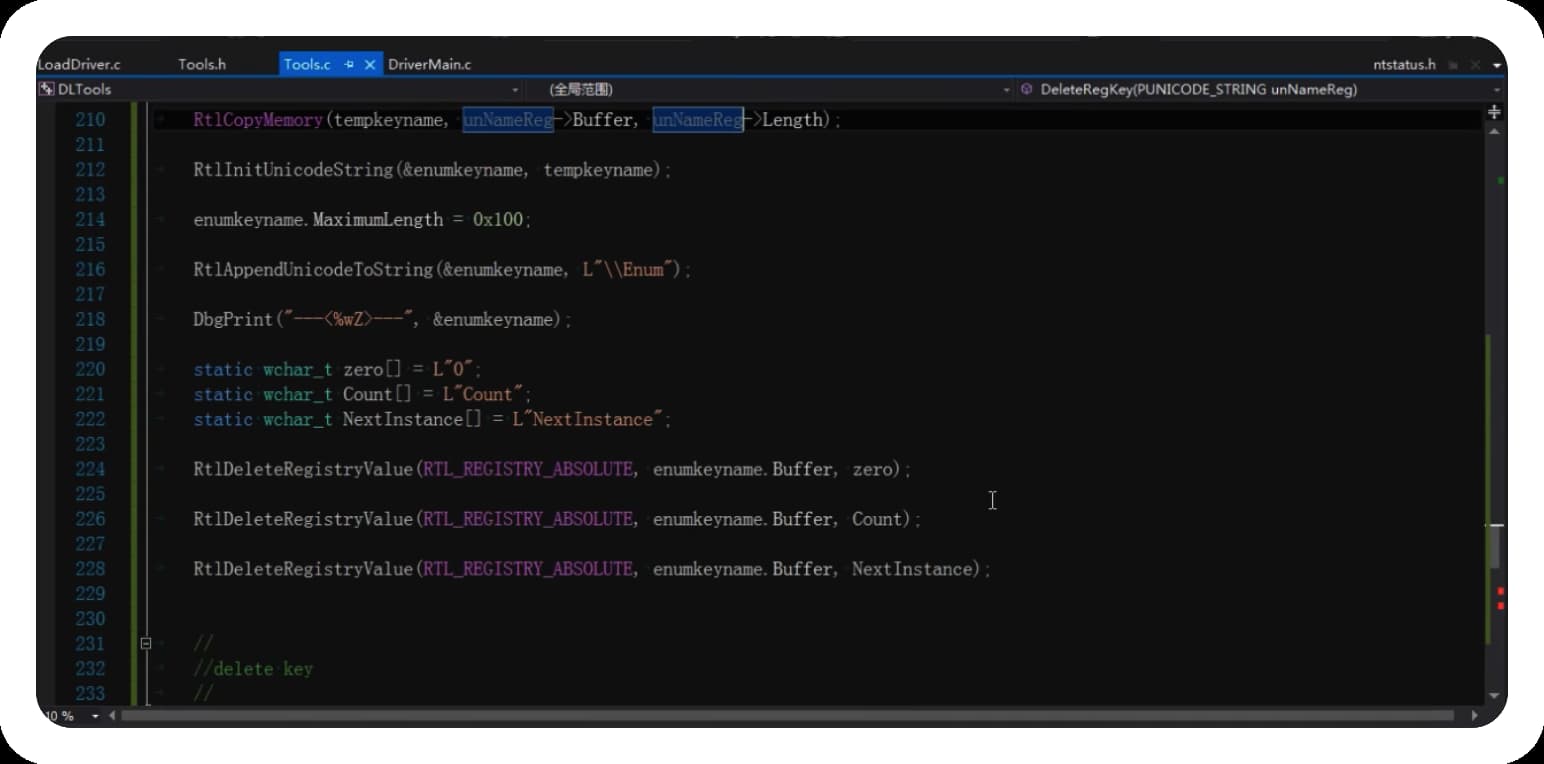 LoadDriver.c Tools.h Tools.c DriverMain.c ntstatus.h
DLTools (全局范围) DeleteRegKey(PUNICODE_STRING unNameReg)
210 RtlCopyMemory(tempkeyname, unNameReg->Buffer, unNameReg->Length);
211
212 RtlInitUnicodeString(&enumkeyname, tempkeyname);
213
214 enumkeyname.MaximumLength = 0x100;
215
216 RtlAppendUnicodeToString(&enumkeyname, L"\\Enum");
217
218 DbgPrint("---<%wZ>---", &enumkeyname);
219
220 static wchar_t zero[] = L"0";
221 static wchar_t Count[] = L"Count";
222 static wchar_t NextInstance[] = L"NextInstance";
223
224 RtlDeleteRegistryValue(RTL_REGISTRY_ABSOLUTE, enumkeyname.Buffer, zero);
225
226 RtlDeleteRegistryValue(RTL_REGISTRY_ABSOLUTE, enumkeyname.Buffer, Count);
227
228 RtlDeleteRegistryValue(RTL_REGISTRY_ABSOLUTE, enumkeyname.Buffer, NextInstance);
229
230
231 //
232 //delete key
233 //
10 %